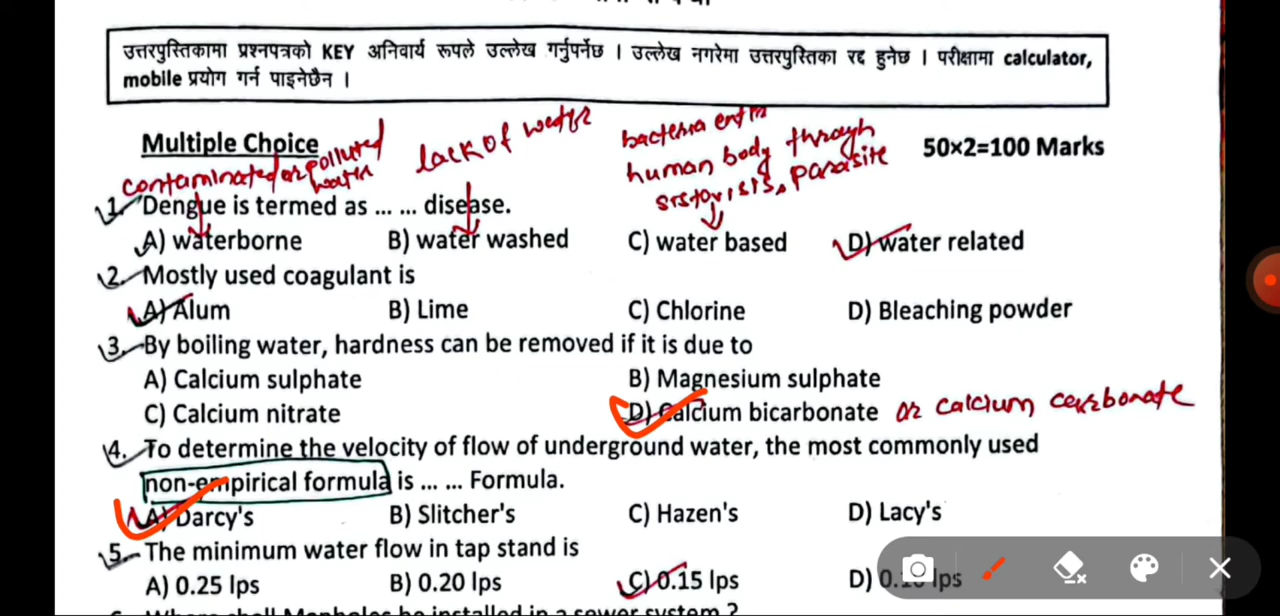 उत्तरपुस्तिकामा प्रश्नपत्रको KEY अनिवार्य रूपले उल्लेख गर्नुपर्नेछ । उल्लेख नगरेमा उत्तरपुस्तिका रद्द हुनेछ । परीक्षामा calculator,
mobile प्रयोग गर्न पाइनेछैन ।
Multiple Choice 50×2=100 Marks
contaminated or polluted water
lack of water
bacteria
human body through
parasite
1. Dengue is termed as ... ... disease.
A) waterborne B) water washed C) water based D) water related
2. Mostly used coagulant is
A) Alum B) Lime C) Chlorine D) Bleaching powder
3. By boiling water, hardness can be removed if it is due to
A) Calcium sulphate B) Magnesium sulphate
C) Calcium nitrate D) Calcium bicarbonate or calcium carbonate
4. To determine the velocity of flow of underground water, the most commonly used
non-empirical formula is ... ... Formula.
A) Darcy's B) Slitcher's C) Hazen's D) Lacy's
5. The minimum water flow in tap stand is
A) 0.25 lps B) 0.20 lps C) 0.15 lps D) lps